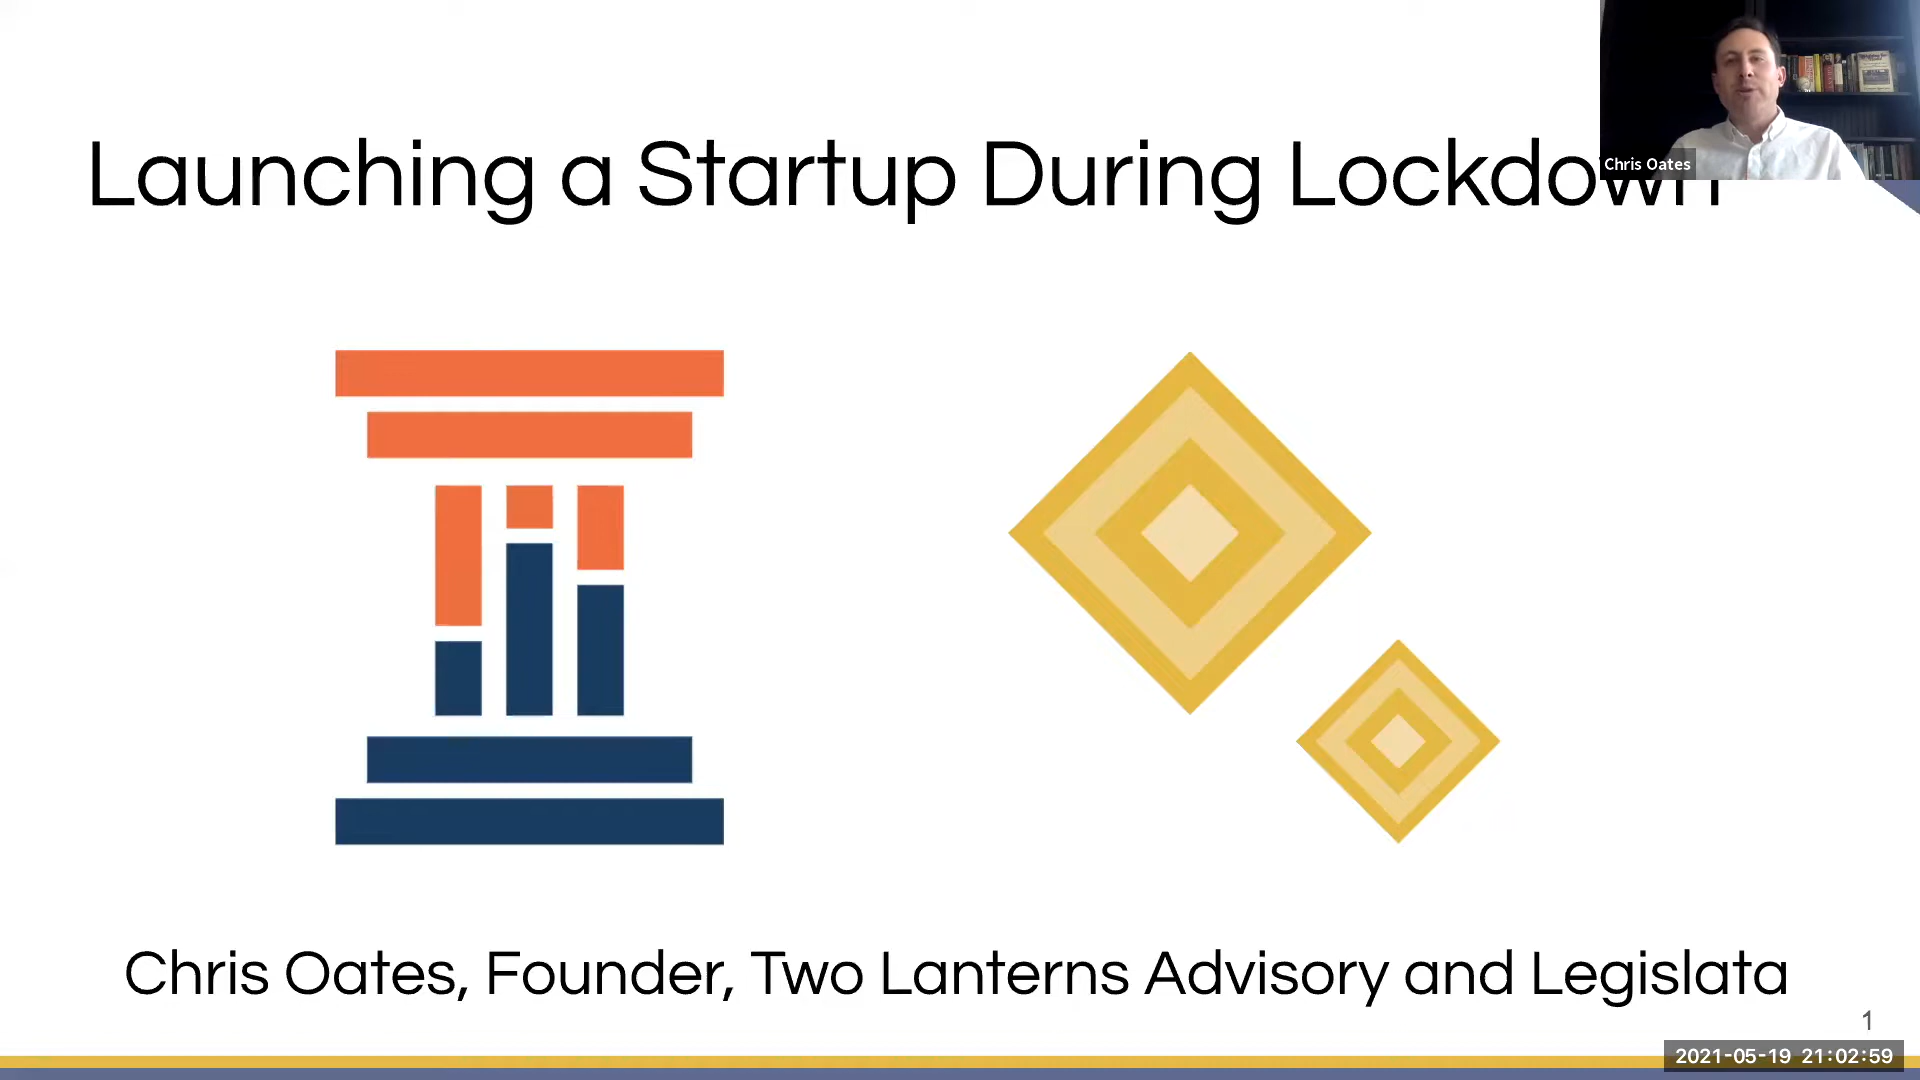 Launching a Startup During Lockdown
Chris Oates
Chris Oates, Founder, Two Lanterns Advisory and Legislata
1
2021-05-19 21:02:59